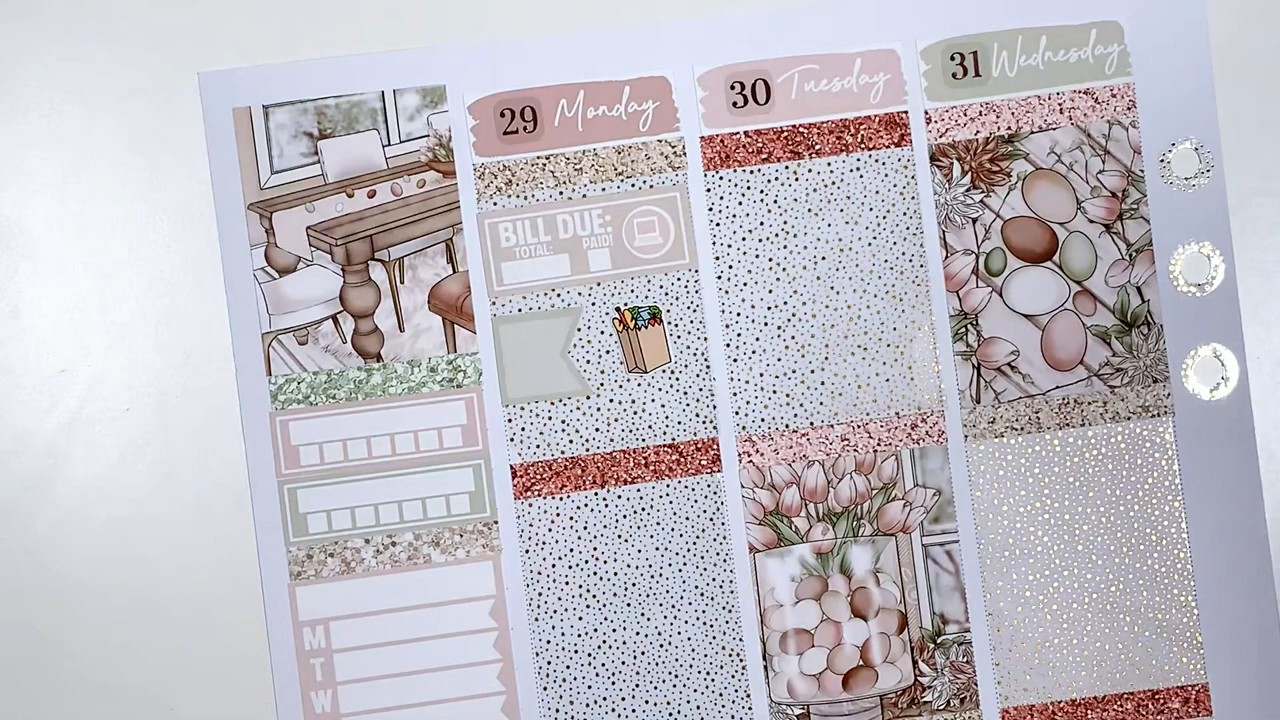 29 Monday
30 Tuesday
31 Wednesday
BILL DUE:
TOTAL: PAID!
M
T
W